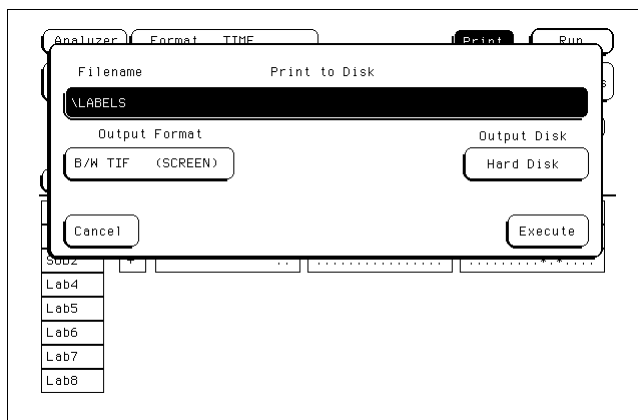 Analyzer Format TIME Print Run
Filename Print to Disk
\LABELS
Output Format Output Disk
B/W TIF (SCREEN) Hard Disk
Cancel Execute
Sub2 + .. ................ .........*.*....
Lab4
Lab5
Lab6
Lab7
Lab8